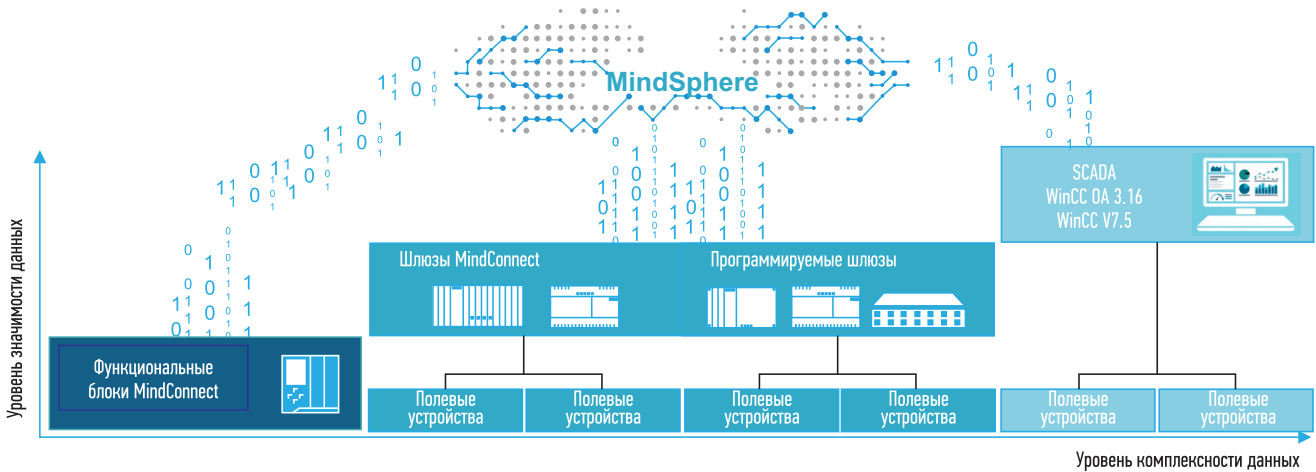 MindSphere
Уровень значимости данных
SCADA
WinCC OA 3.16
WinCC V7.5
Шлюзы MindConnect
Программируемые шлюзы
Функциональные
блоки MindConnect
Полевые
устройства
Полевые
устройства
Полевые
устройства
Полевые
устройства
Полевые
устройства
Полевые
устройства
Уровень комплексности данных